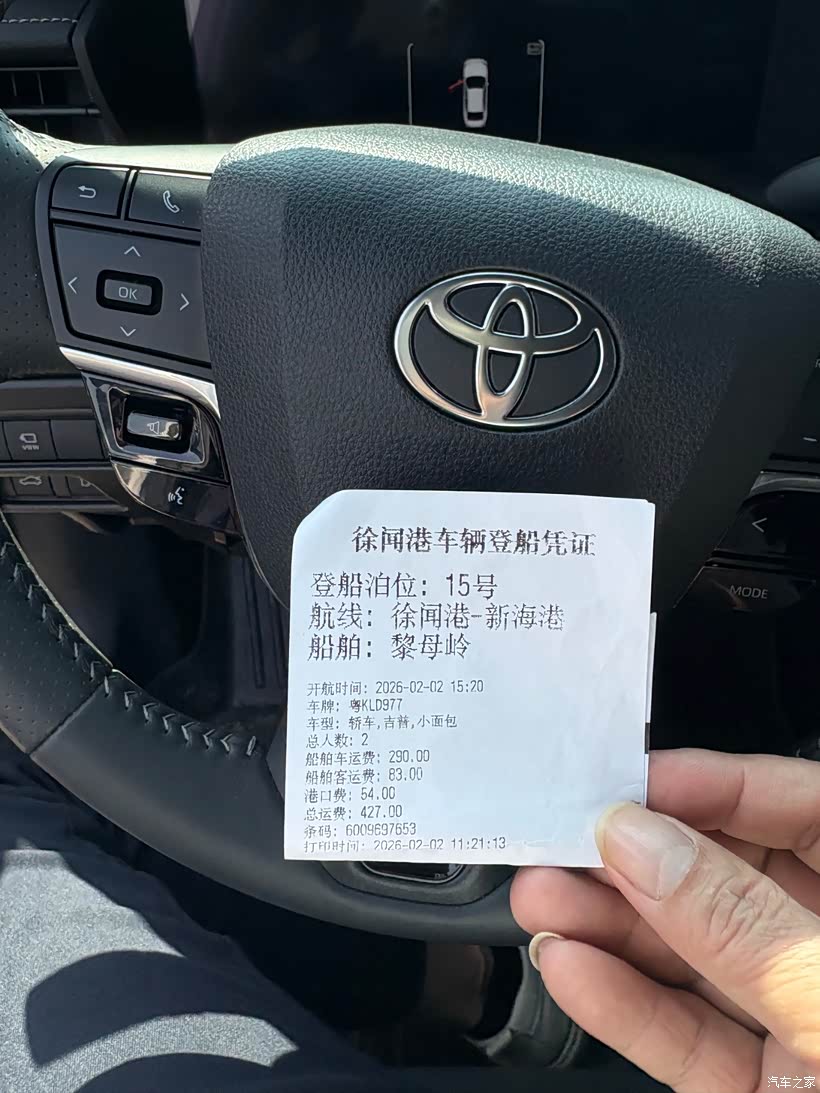 OK
VIEW
徐闻港车辆登船凭证
登船泊位: 15号
航线: 徐闻港-新海港
船舶: 黎母岭
开航时间: 2026-02-02 15:20
车牌: 粤KLD977
车型: 轿车,吉普,小面包
总人数: 2
船舶车运费: 290.00
船舶客运费: 83.00
港口费: 54.00
总运费: 427.00
条码: 6009697653
打印时间: 2026-02-02 11:21:13
MODE
汽车之家